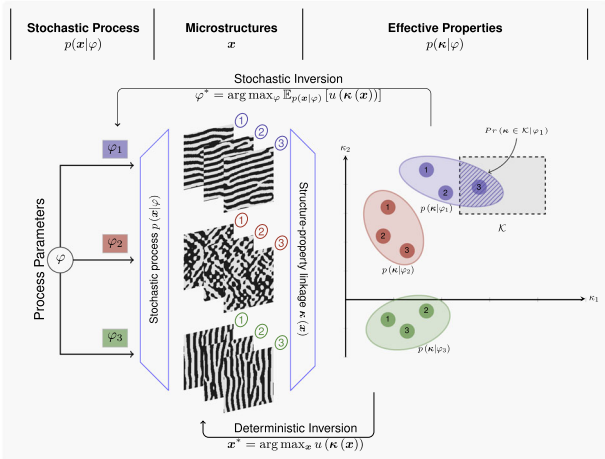 Stochastic Process
Microstructures
Effective Properties
p(x|φ)
x
p(κ|φ)
Stochastic Inversion
φ* = arg max_φ 𝔼_{p(x|φ)} [u (κ (x))]
Process Parameters
φ
φ₁
φ₂
φ₃
Stochastic process p (x|φ)
1
2
3
1
2
3
1
2
3
Structure-property linkage κ (x)
κ₂
Pr (κ ∈ K|φ₁)
1
2
3
p (κ|φ₁)
K
1
2
3
p (κ|φ₂)
κ₁
1
2
3
p (κ|φ₃)
Deterministic Inversion
x* = arg max_x u (κ (x))